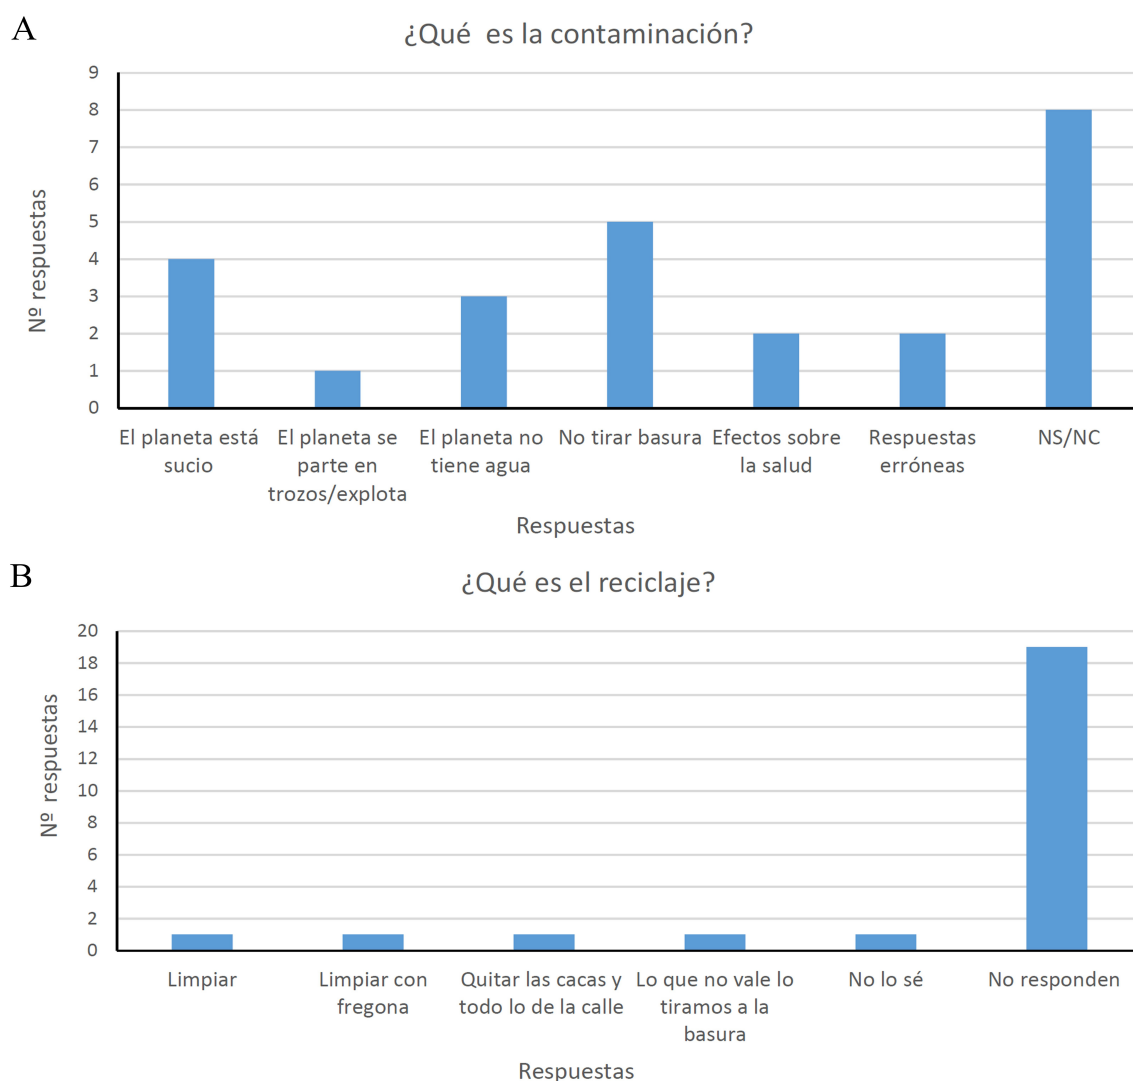 A
¿Qué es la contaminación?
9
8
7
6
5
4
3
2
1
0
Nº respuestas
El planeta está
sucio
El planeta se
parte en
trozos/explota
El planeta no
tiene agua
No tirar basura
Efectos sobre
la salud
Respuestas
erróneas
NS/NC
Respuestas
B
¿Qué es el reciclaje?
20
18
16
14
12
10
8
6
4
2
0
Nº respuestas
Limpiar
Limpiar con
fregona
Quitar las cacas y
todo lo de la calle
Lo que no vale lo
tiramos a la
basura
No lo sé
No responden
Respuestas